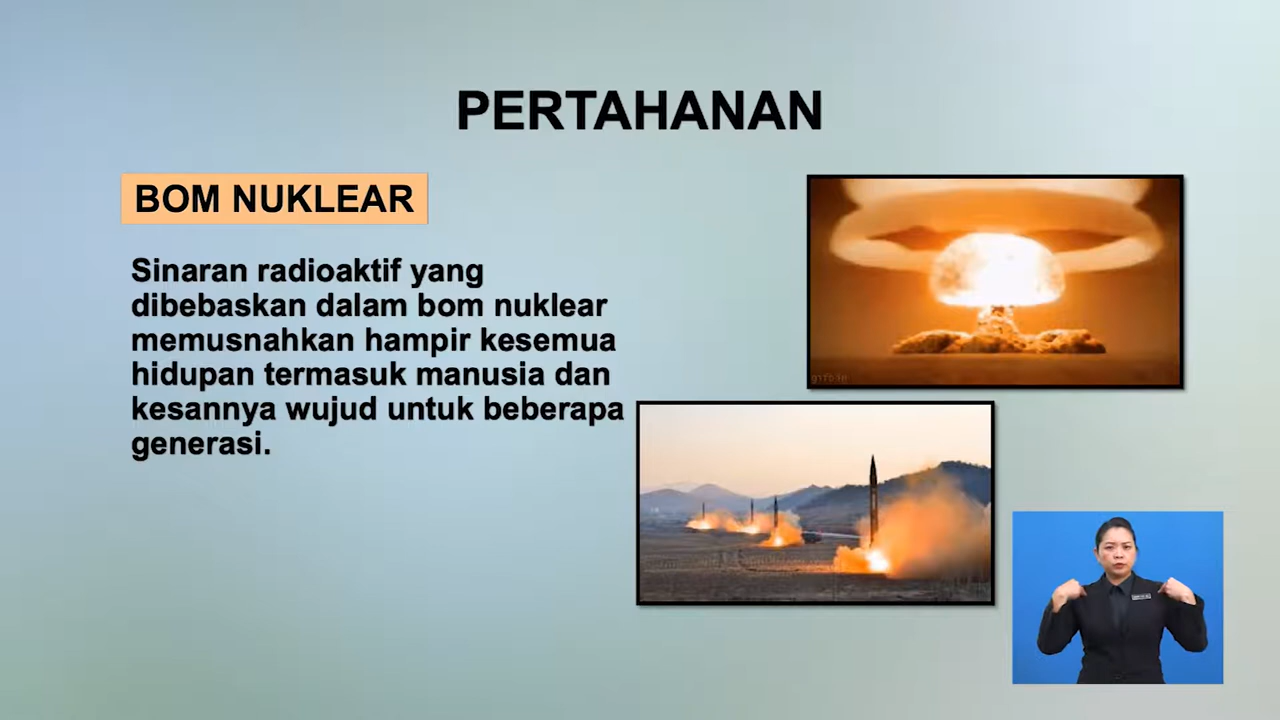 PERTAHANAN
BOM NUKLEAR
Sinaran radioaktif yang
dibebaskan dalam bom nuklear
memusnahkan hampir kesemua
hidupan termasuk manusia dan
kesannya wujud untuk beberapa
generasi.